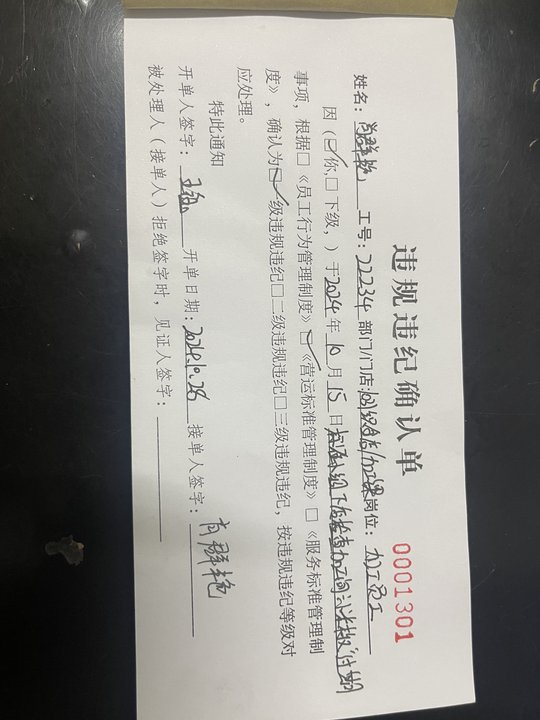 违规违纪确认单
0001301
姓名： 工号：22234 部门/门店： 岗位：加工员工
因（☑你、□下级，）于2024年10月15日
事项，根据□《员工行为管理制度》☑《营运标准管理制度》□《服务标准管理制
度》，确认为☑一级违规违纪□二级违规违纪□三级违规违纪，按违规违纪等级对
应处理。
特此通知
开单人签字： 开单日期：2024.10.26 接单人签字：肖群艳
被处理人（接单人）拒绝签字时，见证人签字：